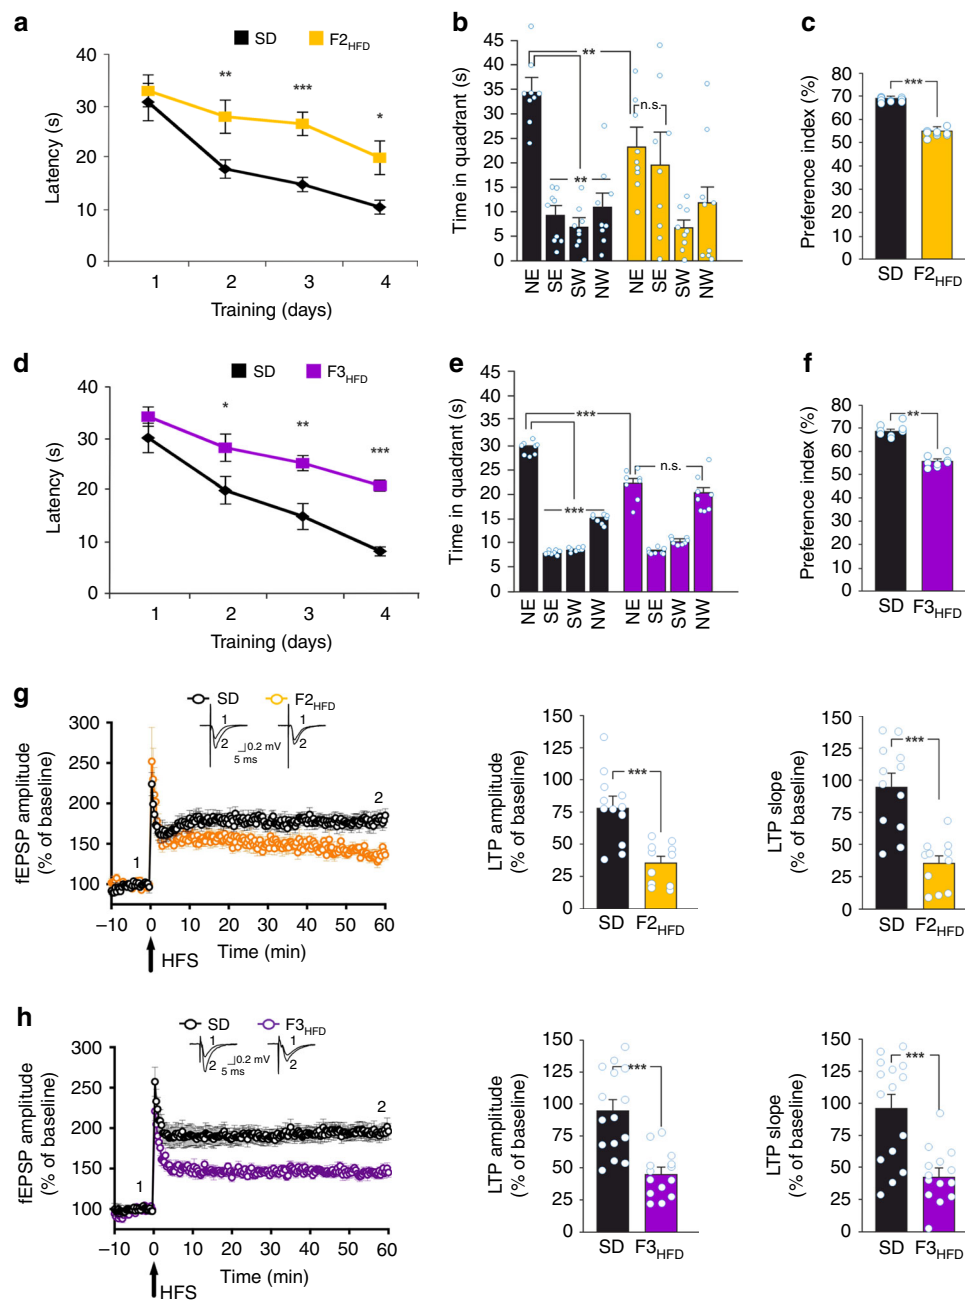 a
SD F2HFD
Latency (s)
40
30
20
10
0
** *** *
1 2 3 4
Training (days)
b
Time in quadrant (s)
45
40
35
30
25
20
15
10
5
0
**
n.s.
**
NE SE SW NW NE SE SW NW
c
Preference index (%)
80
70
60
50
40
70
30
20
10
0
***
SD F2HFD
d
SD F3HFD
Latency (s)
40
30
20
10
0
* ** ***
1 2 3 4
Training (days)
e
Time in quadrant (s)
45
40
35
30
25
20
15
10
5
0
***
n.s.
***
NE SE SW NW NE SE SW NW
f
Preference index (%)
80
70
60
50
40
30
20
10
0
**
SD F3HFD
g
SD F2HFD
1 2 1 2
0.2 mV
5 ms
fEPSP amplitude
(% of baseline)
300
250
200
150
100
1 2
–10 0 10 20 30 40 50 60
Time (min)
HFS
LTP amplitude
(% of baseline)
150
125
100
75
50
25
0
***
SD F2HFD
LTP slope
(% of baseline)
150
125
100
75
50
25
0
***
SD F2HFD
h
SD F3HFD
1 2 1 2
0.2 mV
5 ms
fEPSP amplitude
(% of baseline)
300
250
200
150
100
1 2
–10 0 10 20 30 40 50 60
Time (min)
HFS
LTP amplitude
(% of baseline)
150
125
100
75
50
25
0
***
SD F3HFD
LTP slope
(% of baseline)
150
125
100
75
50
25
0
***
SD F3HFD